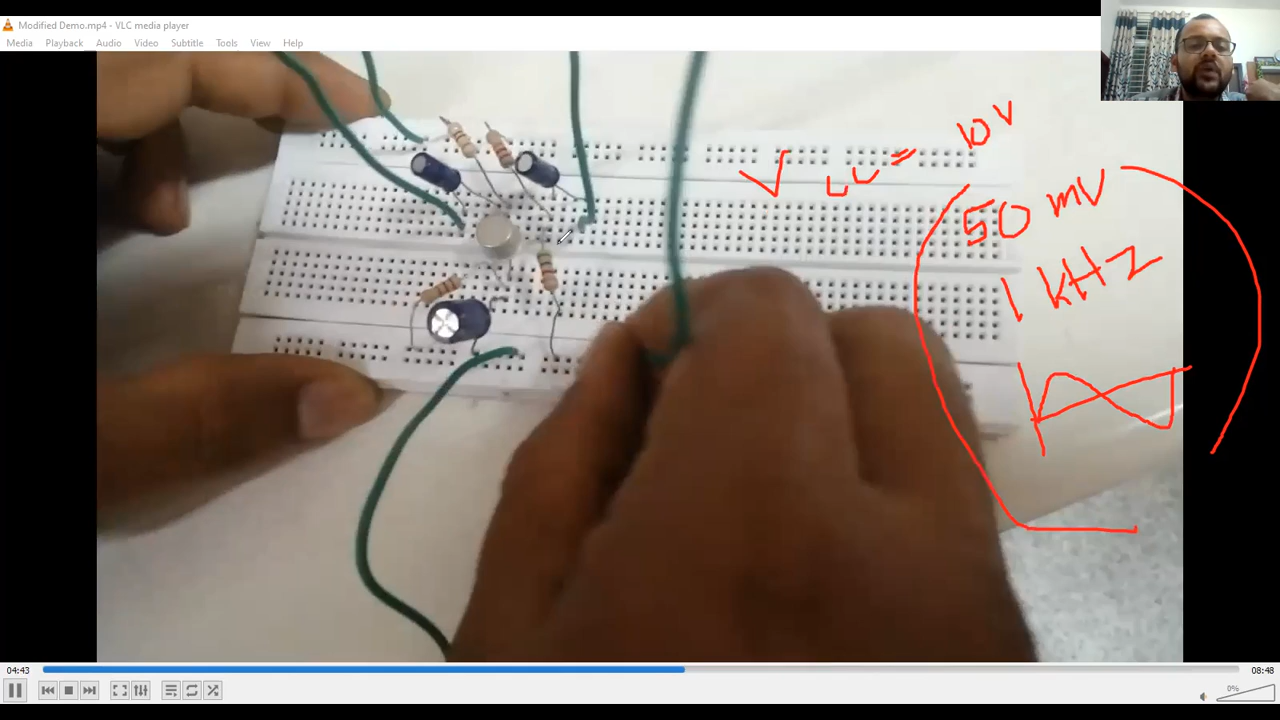 Modified Demo.mp4 - VLC media player
Media Playback Audio Video Subtitle Tools View Help
VCC = 10V
50 mV
1 kHz
04:43
08:48
0%